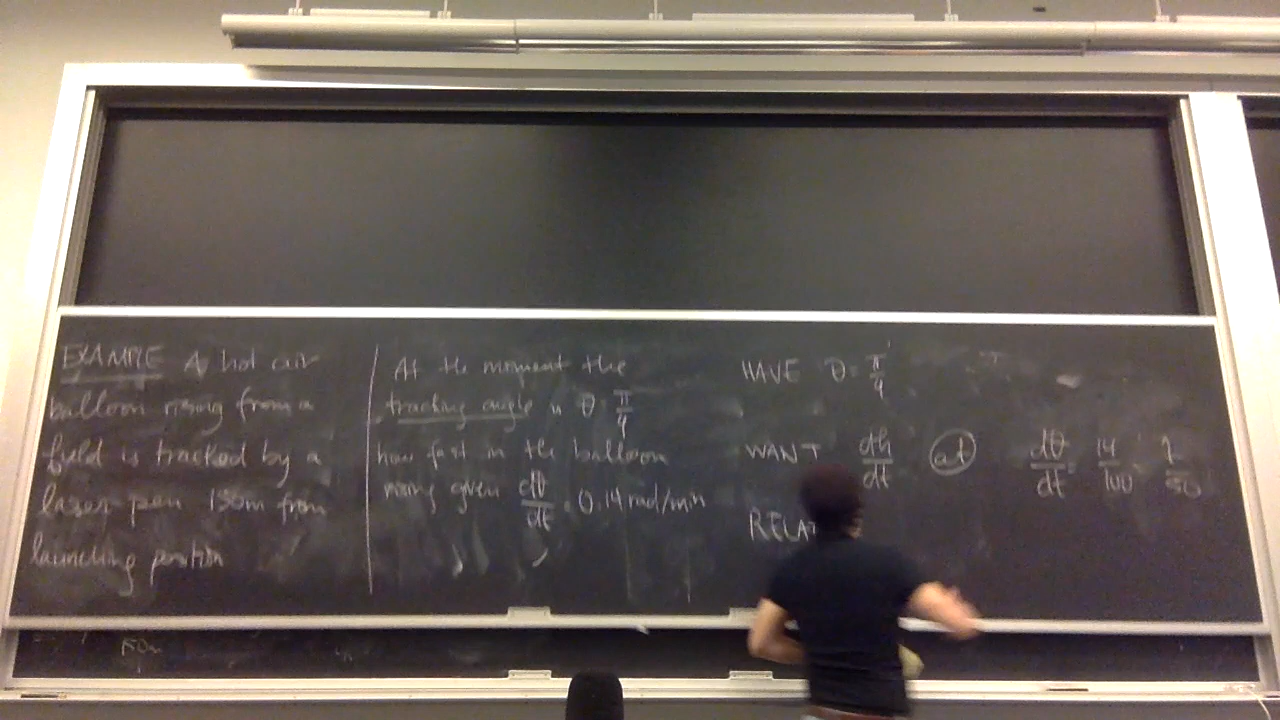 EXAMPLE A hot air
balloon rising from a
field is tracked by a
lazer pen 150m from
launching position
At the moment the
tracking angle is θ = π/4
how fast is the balloon
rising given dθ/dt = 0.14 rad/min
HAVE θ = π/4
WANT dh/dt at dθ/dt = 14/100 = 7/50
RELAT
150m